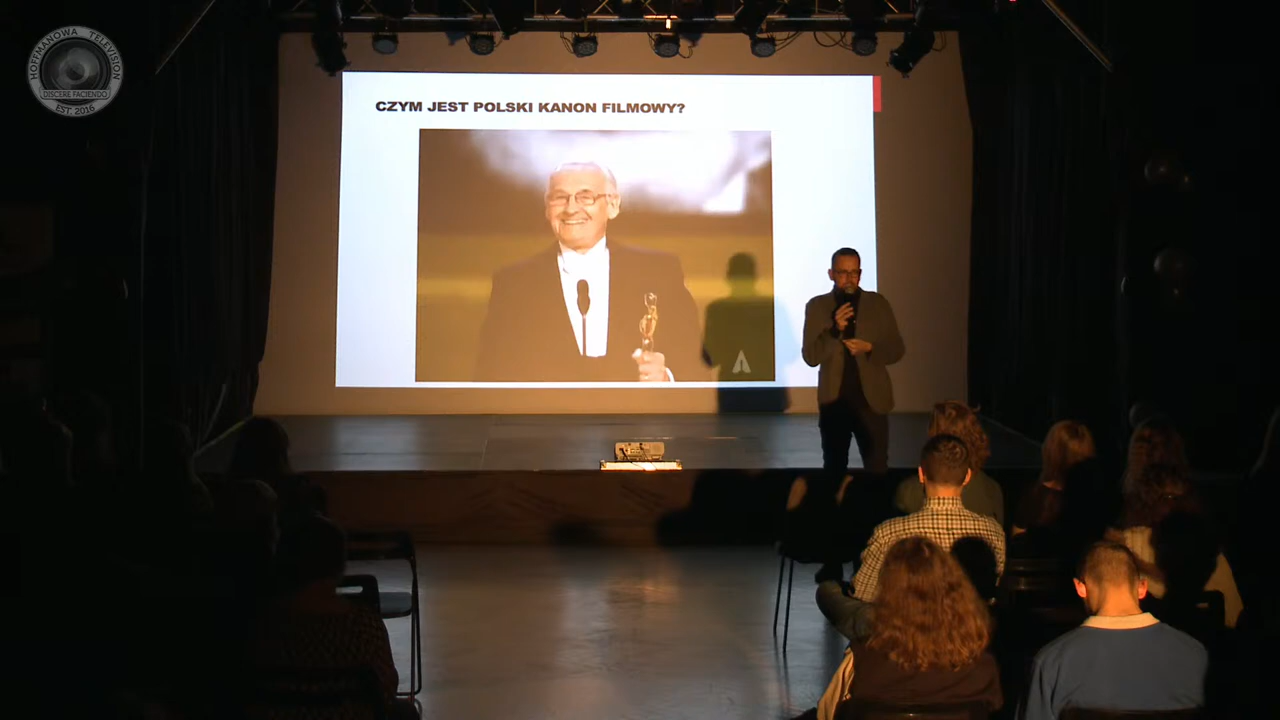 HOFFMANOWA TELEVISION
DISCERE FACIENDO
EST. 2016
CZYM JEST POLSKI KANON FILMOWY?